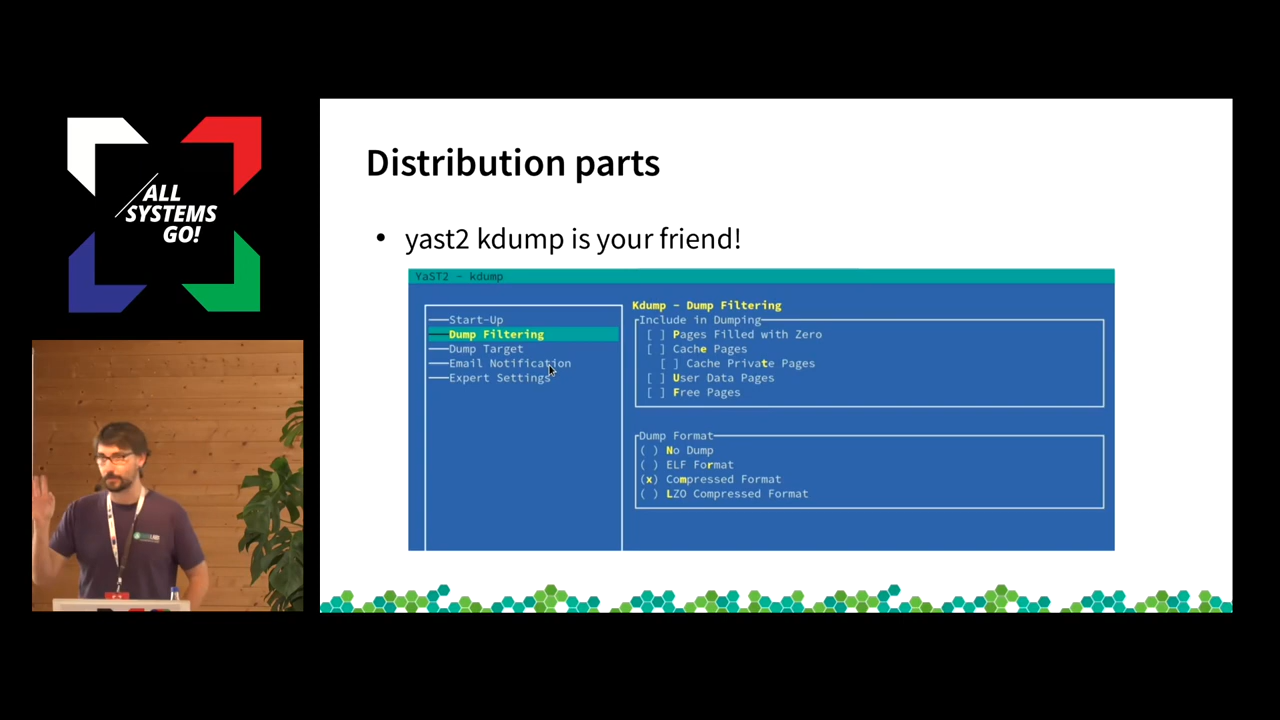 ALL
SYSTEMS
GO!
Distribution parts
• yast2 kdump is your friend!
YaST2 - kdump
Start-Up
Dump Filtering
Dump Target
Email Notification
Expert Settings
Kdump - Dump Filtering
Include in Dumping
[ ] Pages Filled with Zero
[ ] Cache Pages
[ ] Cache Private Pages
[ ] User Data Pages
[ ] Free Pages
Dump Format
( ) No Dump
( ) ELF Format
(x) Compressed Format
( ) LZO Compressed Format